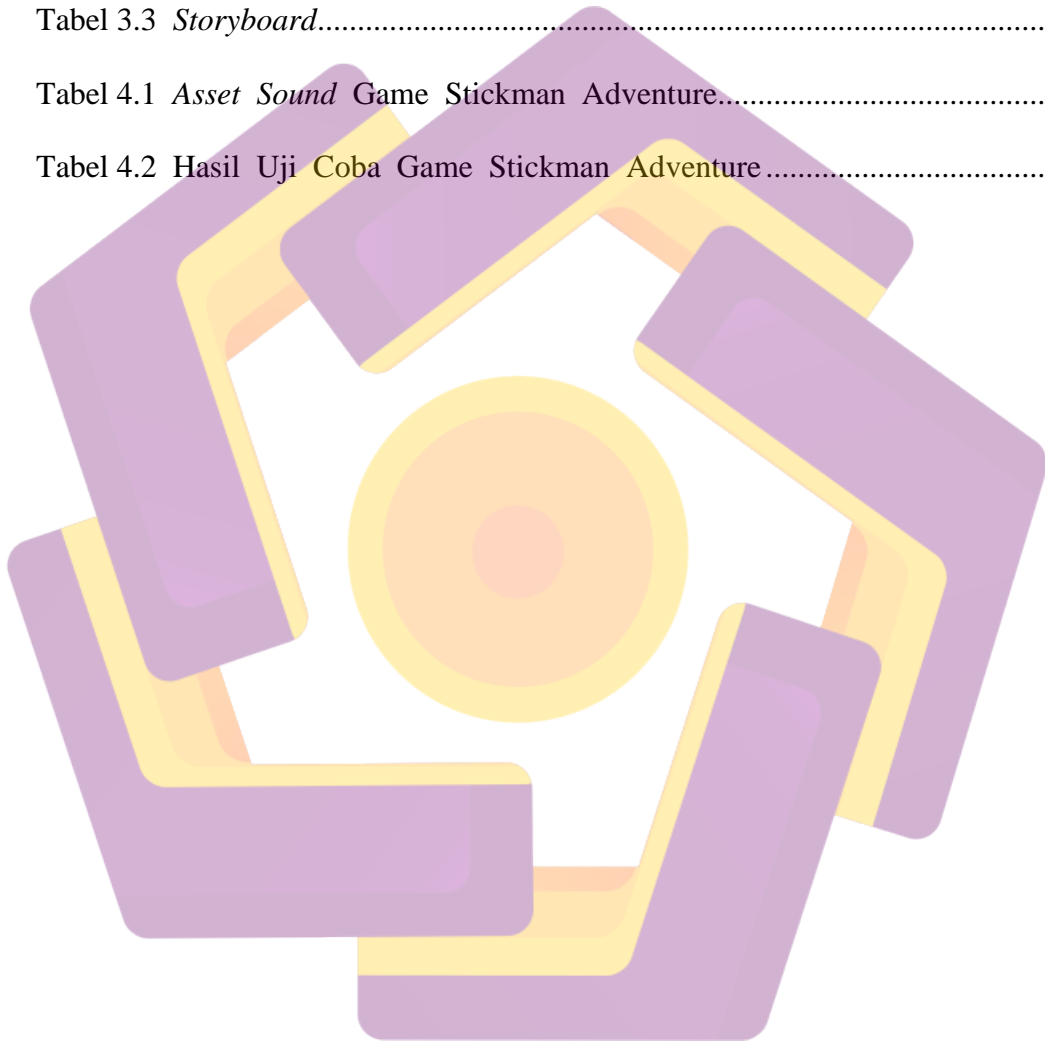 Tabel 3.3 Storyboard....................................................................................................
Tabel 4.1 Asset Sound Game Stickman Adventure.........................................
Tabel 4.2 Hasil Uji Coba Game Stickman Adventure...................................